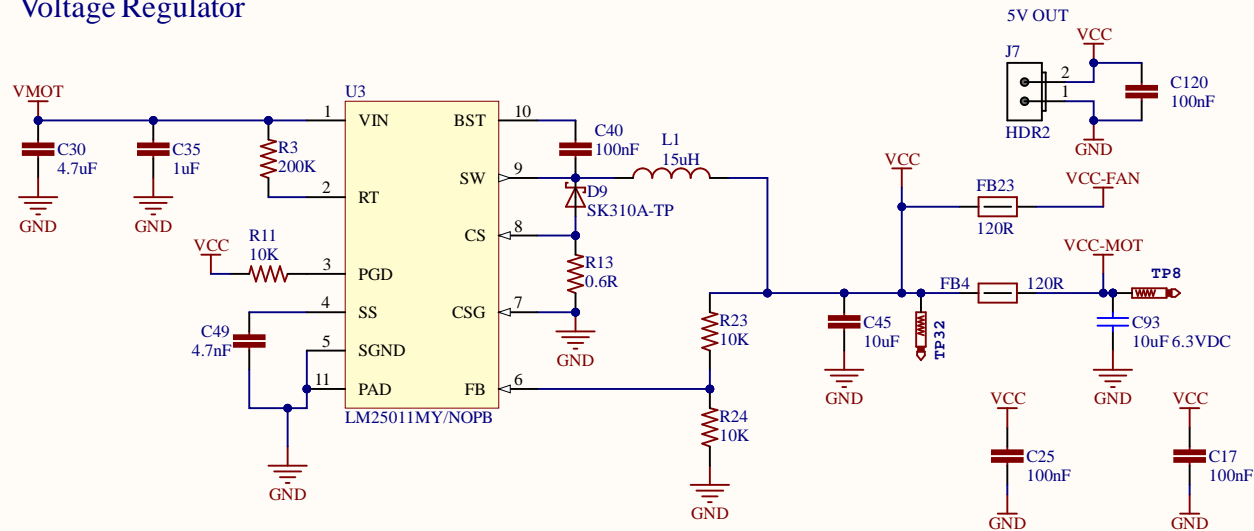 Voltage Regulator
5V OUT
VCC
J7
2
1
HDR2
C120
100nF
GND
VMOT
C30
4.7uF
GND
C35
1uF
GND
R3
200K
U3
1
VIN
2
RT
VCC
R11
10K
3
PGD
4
SS
C49
4.7nF
5
SGND
11
PAD
GND
BST
10
SW
9
CS
8
CSG
7
FB
6
LM25011MY/NOPB
C40
100nF
L1
15uH
D9
SK310A-TP
R13
0.6R
GND
R23
10K
R24
10K
GND
VCC
FB23
120R
VCC-FAN
C45
10uF
GND
TP32
FB4
120R
VCC-MOT
TP8
C93
10uF 6.3VDC
GND
VCC
C25
100nF
GND
VCC
C17
100nF
GND